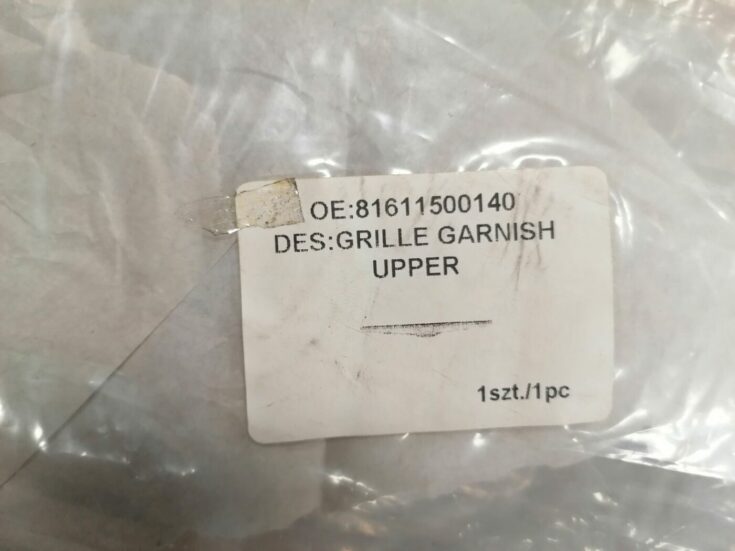 OE:81611500140
DES:GRILLE GARNISH
UPPER
1szt./1pc